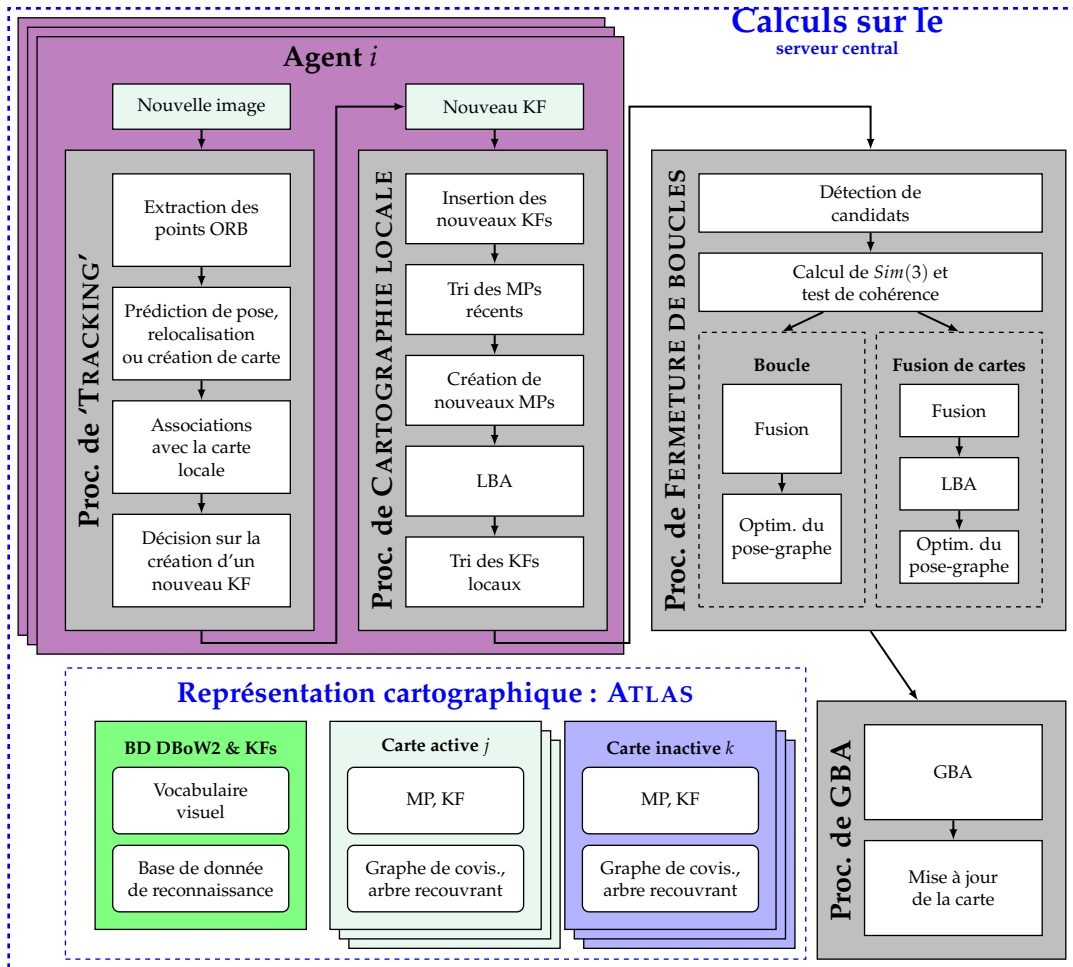 Calculs sur le
serveur central
Agent i
Nouvelle image
Proc. de 'TRACKING'
Extraction des
points ORB
Prédiction de pose,
relocalisation
ou création de carte
Associations
avec la carte
locale
Décision sur la
création d'un
nouveau KF
Nouveau KF
Proc. de CARTOGRAPHIE LOCALE
Insertion des
nouveaux KFs
Tri des MPs
récents
Création de
nouveaux MPs
LBA
Tri des KFs
locaux
Proc. de FERMETURE DE BOUCLES
Détection de
candidats
Calcul de Sim(3) et
test de cohérence
Boucle
Fusion
Optim. du
pose-graphe
Fusion de cartes
Fusion
LBA
Optim. du
pose-graphe
Représentation cartographique : ATLAS
BD DBoW2 & KFs
Vocabulaire
visuel
Base de donnée
de reconnaissance
Carte active j
MP, KF
Graphe de covis.,
arbre recouvrant
Carte inactive k
MP, KF
Graphe de covis.,
arbre recouvrant
Proc. de GBA
GBA
Mise à jour
de la carte